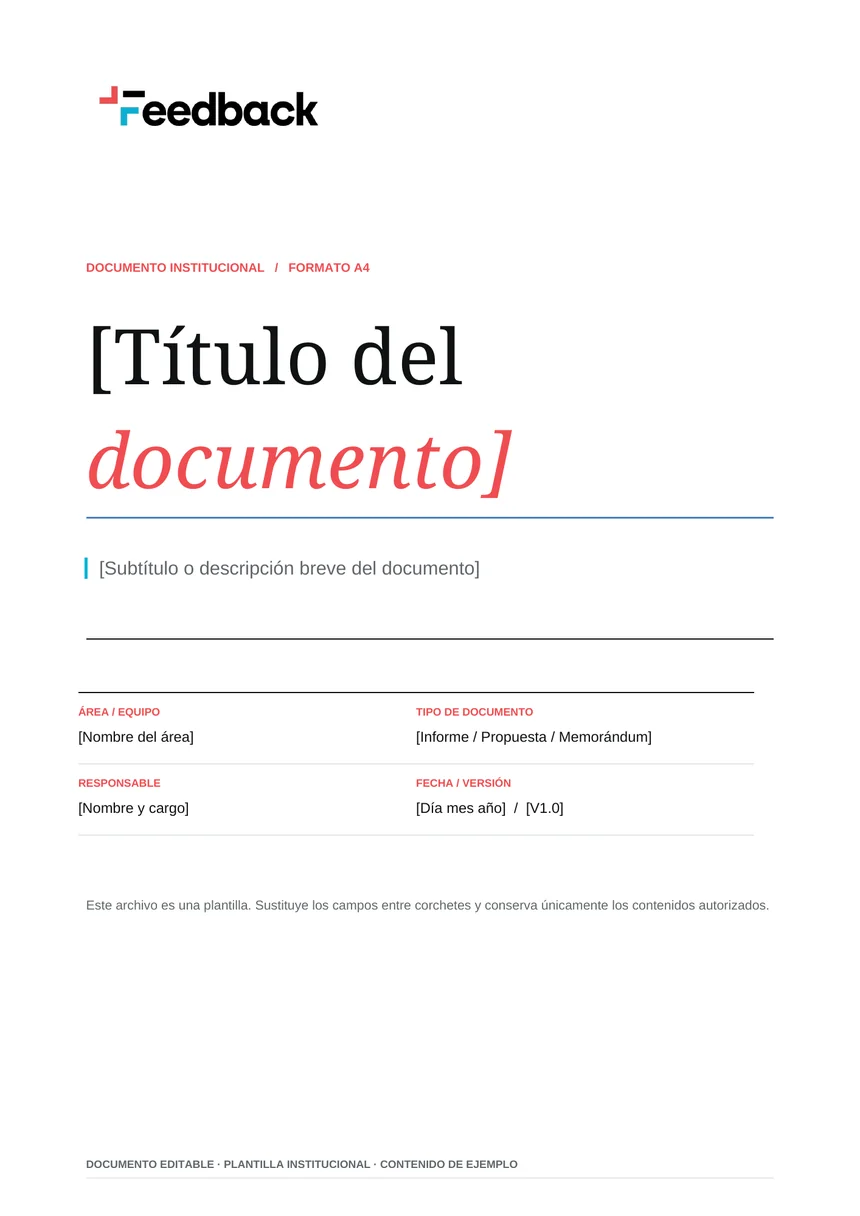 Feedback
DOCUMENTO INSTITUCIONAL / FORMATO A4
[Título del
documento]
[Subtítulo o descripción breve del documento]
ÁREA / EQUIPO
[Nombre del área]
TIPO DE DOCUMENTO
[Informe / Propuesta / Memorándum]
RESPONSABLE
[Nombre y cargo]
FECHA / VERSIÓN
[Día mes año] / [V1.0]
Este archivo es una plantilla. Sustituye los campos entre corchetes y conserva únicamente los contenidos autorizados.
DOCUMENTO EDITABLE · PLANTILLA INSTITUCIONAL · CONTENIDO DE EJEMPLO